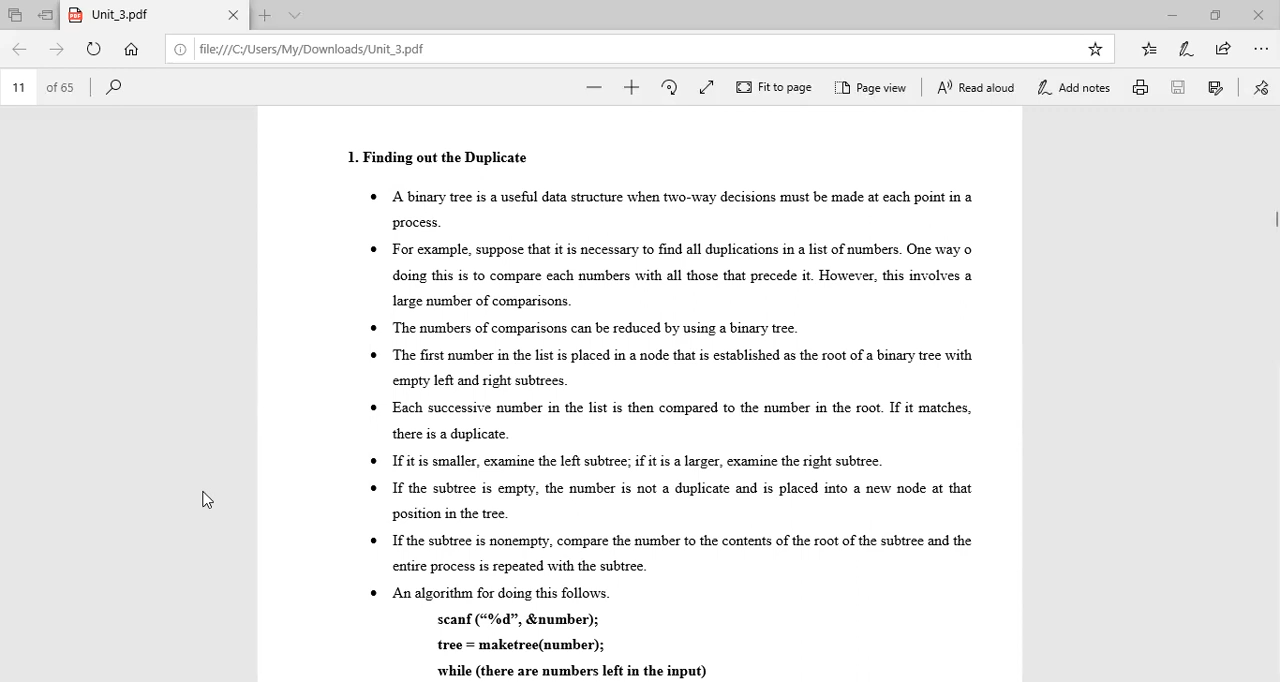 Unit_3.pdf
file:///C:/Users/My/Downloads/Unit_3.pdf
11 of 65
Fit to page
Page view
Read aloud
Add notes
1. Finding out the Duplicate
• A binary tree is a useful data structure when two-way decisions must be made at each point in a
process.
• For example, suppose that it is necessary to find all duplications in a list of numbers. One way o
doing this is to compare each numbers with all those that precede it. However, this involves a
large number of comparisons.
• The numbers of comparisons can be reduced by using a binary tree.
• The first number in the list is placed in a node that is established as the root of a binary tree with
empty left and right subtrees.
• Each successive number in the list is then compared to the number in the root. If it matches,
there is a duplicate.
• If it is smaller, examine the left subtree; if it is a larger, examine the right subtree.
• If the subtree is empty, the number is not a duplicate and is placed into a new node at that
position in the tree.
• If the subtree is nonempty, compare the number to the contents of the root of the subtree and the
entire process is repeated with the subtree.
• An algorithm for doing this follows.
scanf (“%d”, &number);
tree = maketree(number);
while (there are numbers left in the input)